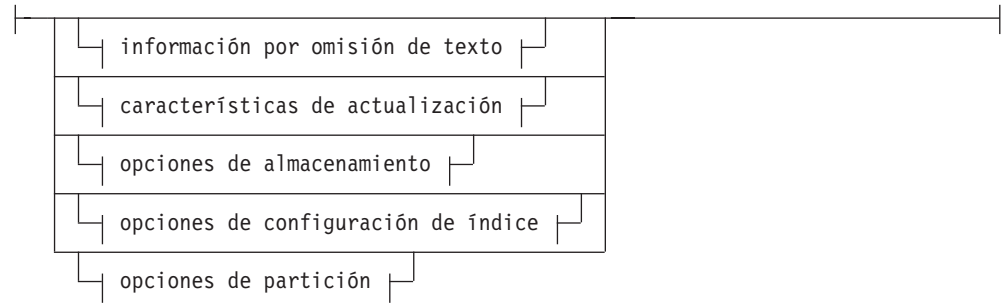 información por omisión de texto
características de actualización
opciones de almacenamiento
opciones de configuración de índice
opciones de partición